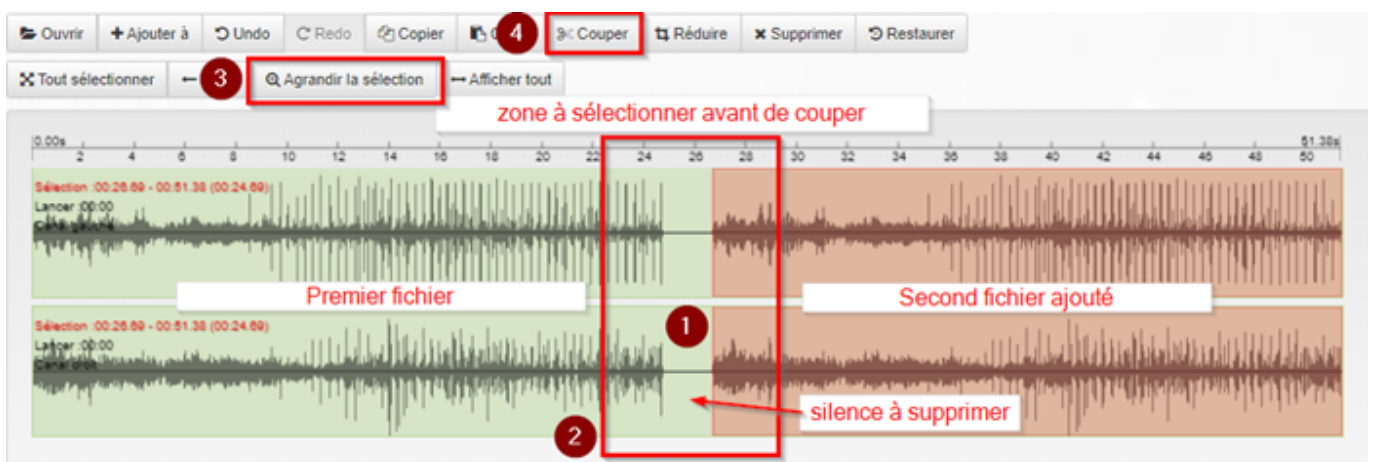 Ouvrir Ajouter à Undo Redo Copier 4 Couper Réduire Supprimer Restaurer
Tout sélectionner 3 Agrandir la sélection Afficher tout
zone à sélectionner avant de couper
0.00s 51.38s
2 4 6 8 10 12 14 16 18 20 22 24 26 28 30 32 34 36 38 40 42 44 46 48 50
Sélection :00:26.69 - 00:51.38 (00:24.69)
Lancer :00:00
Canal gauche
Premier fichier Second fichier ajouté
1
Sélection :00:26.69 - 00:51.38 (00:24.69)
Lancer :00:00
Canal droit
silence à supprimer
2